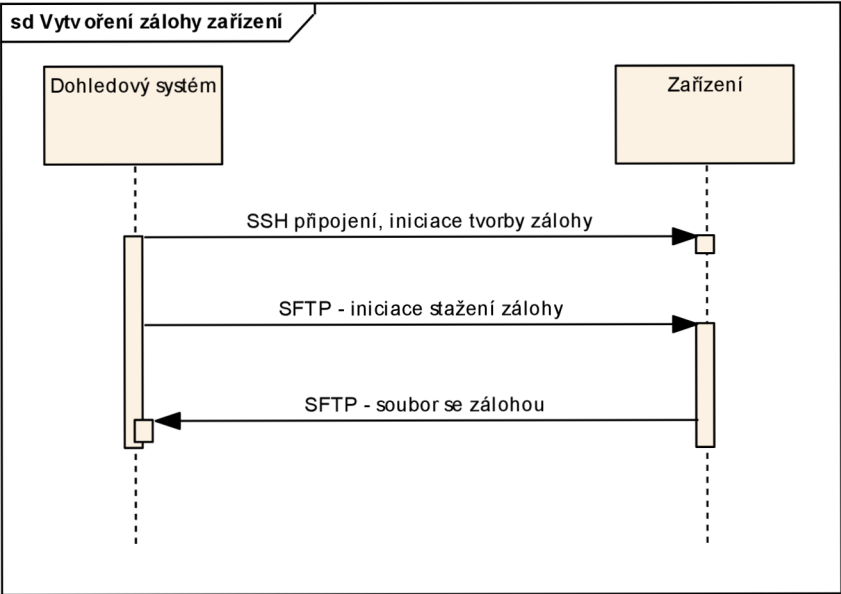 sd Vytvoření zálohy zařízení
Dohledový systém
Zařízení
SSH připojení, iniciace tvorby zálohy
SFTP - iniciace stažení zálohy
SFTP - soubor se zálohou